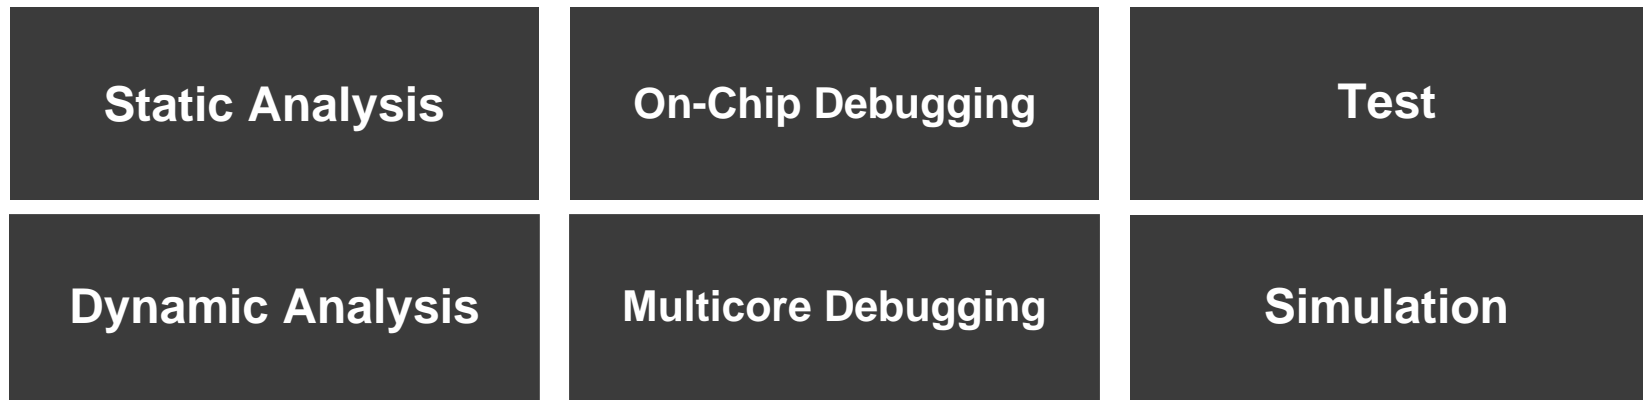 Static Analysis
On-Chip Debugging
Test
Dynamic Analysis
Multicore Debugging
Simulation